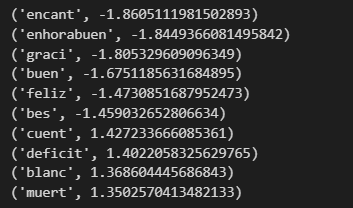 ('encant', -1.8605111981502893)
('enhorabuen', -1.8449366081495842)
('graci', -1.805329609096349)
('buen', -1.6751185631684895)
('feliz', -1.4730851687952473)
('bes', -1.459032652806634)
('cuent', 1.427233666085361)
('deficit', 1.4022058325629765)
('blanc', 1.368604445686843)
('muert', 1.3502570413482133)